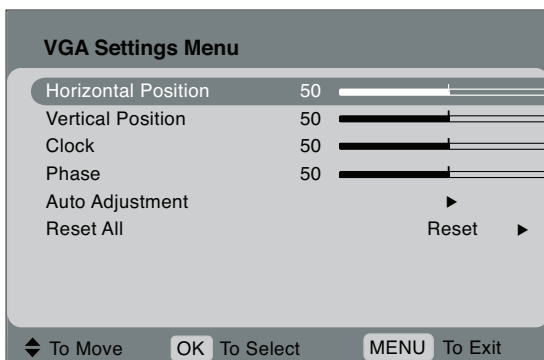 VGA Settings Menu
Horizontal Position 50
Vertical Position 50
Clock 50
Phase 50
Auto Adjustment
Reset All Reset
To Move OK To Select MENU To Exit